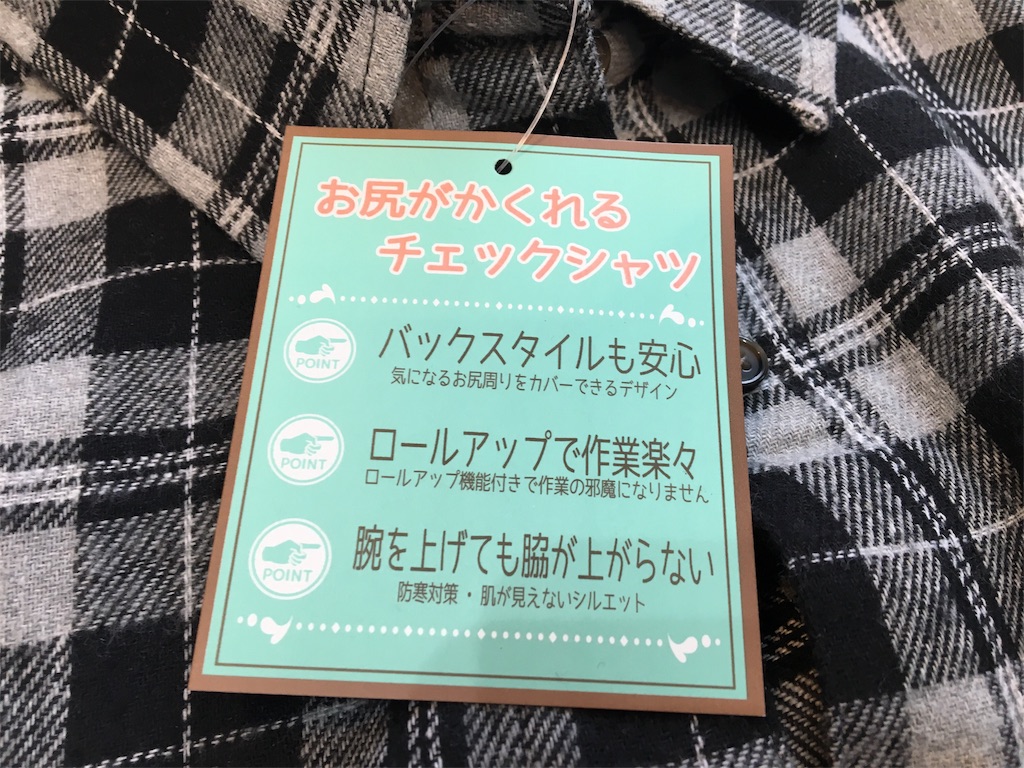 お尻がかくれる
チェックシャツ
POINT
バックスタイルも安心
気になるお尻周りをカバーできるデザイン
POINT
ロールアップで作業楽々
ロールアップ機能付きで作業の邪魔になりません
POINT
腕を上げても脇が上がらない
防寒対策・肌が見えないシルエット